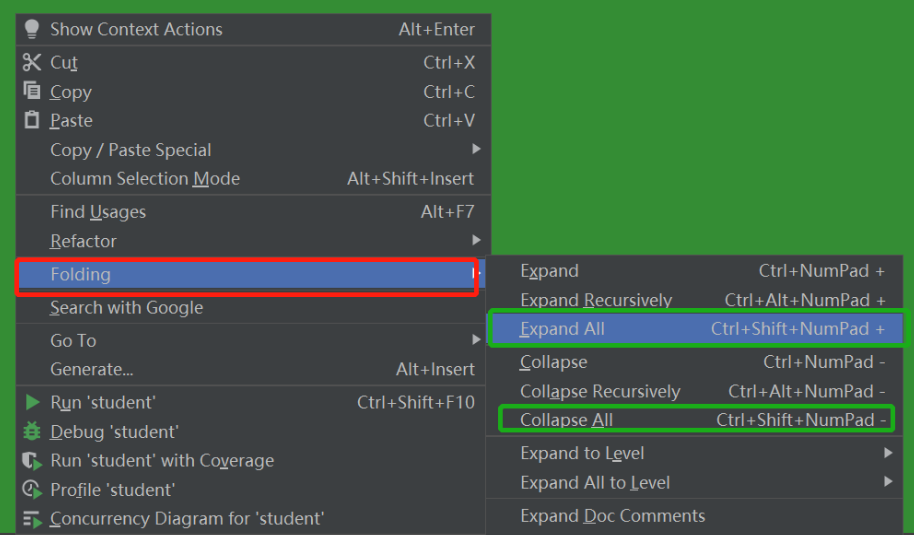 Show Context Actions Alt+Enter
Cut Ctrl+X
Copy Ctrl+C
Paste Ctrl+V
Copy / Paste Special
Column Selection Mode Alt+Shift+Insert
Find Usages Alt+F7
Refactor
Folding
Search with Google
Go To
Generate... Alt+Insert
Run 'student' Ctrl+Shift+F10
Debug 'student'
Run 'student' with Coverage
Profile 'student'
Concurrency Diagram for 'student'
Expand Ctrl+NumPad +
Expand Recursively Ctrl+Alt+NumPad +
Expand All Ctrl+Shift+NumPad +
Collapse Ctrl+NumPad -
Collapse Recursively Ctrl+Alt+NumPad -
Collapse All Ctrl+Shift+NumPad -
Expand to Level
Expand All to Level
Expand Doc Comments